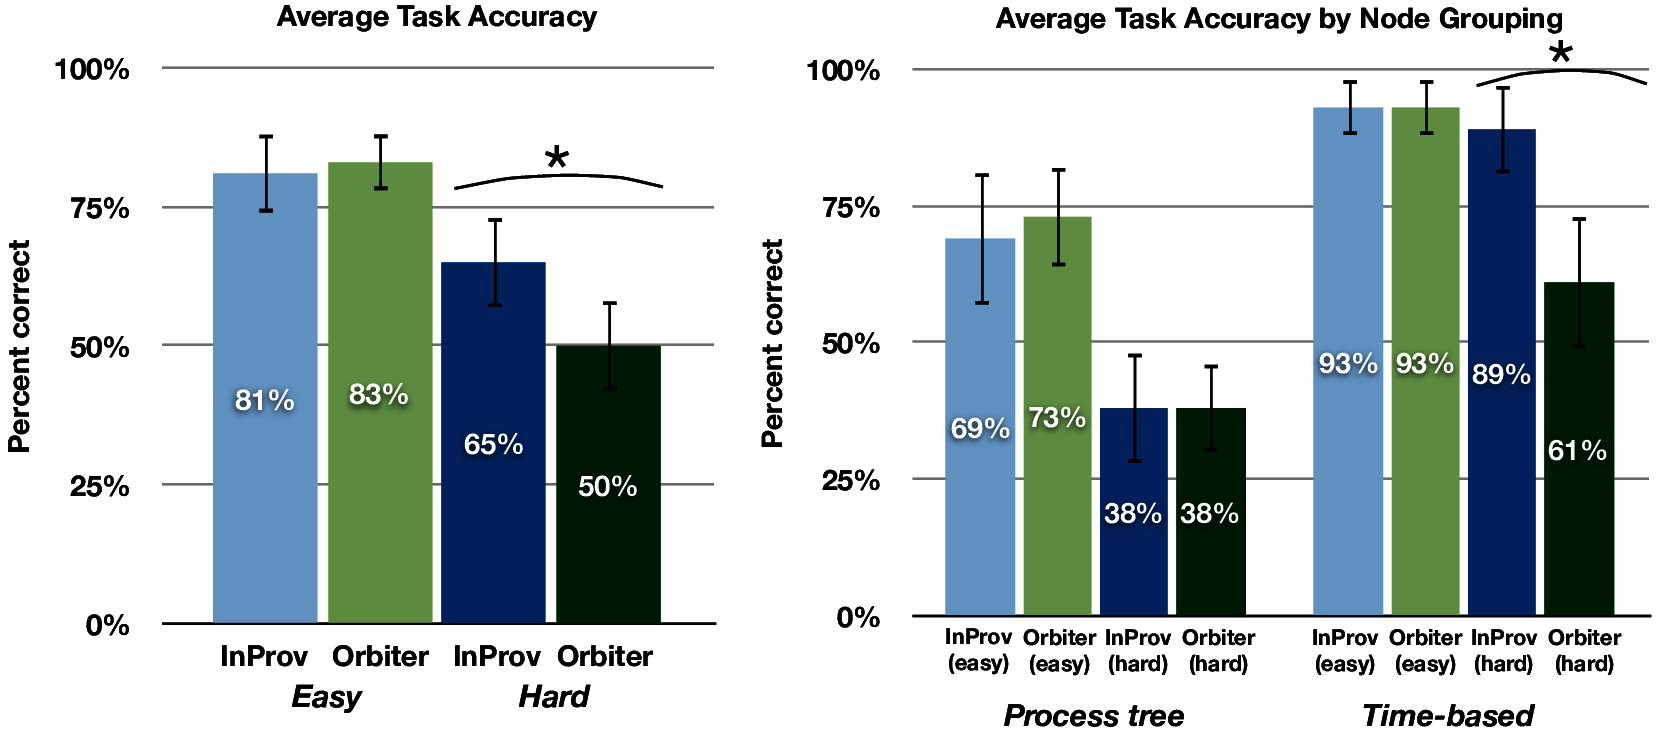 Average Task Accuracy
*
100%
75%
50%
25%
0%
Percent correct
81%
83%
65%
50%
InProv Orbiter InProv Orbiter
Easy Hard
Average Task Accuracy by Node Grouping
*
100%
75%
50%
25%
0%
Percent correct
69%
73%
38%
38%
93%
93%
89%
61%
InProv Orbiter InProv Orbiter InProv Orbiter InProv Orbiter
(easy) (easy) (hard) (hard) (easy) (easy) (hard) (hard)
Process tree Time-based